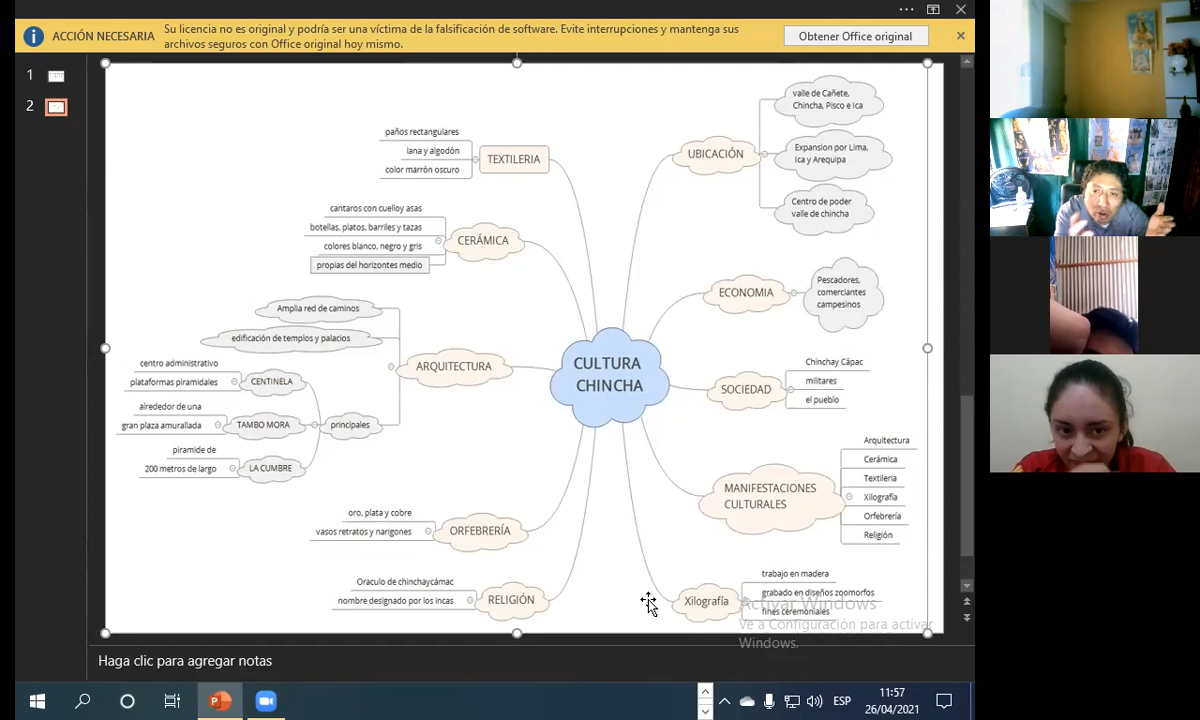 ACCIÓN NECESARIA
Su licencia no es original y podría ser una víctima de la falsificación de software. Evite interrupciones y mantenga sus
archivos seguros con Office original hoy mismo.
Obtener Office original
1
2
paños rectangulares
lana y algodón
color marrón oscuro
TEXTILERIA
cantaros con cuelloy asas
botellas, platos, barriles y tazas
colores blanco, negro y gris
propias del horizontes medio
CERÁMICA
Amplia red de caminos
edificación de templos y palacios
ARQUITECTURA
centro administrativo
plataformas piramidales
CENTINELA
alrededor de una
gran plaza amurallada
TAMBO MORA
principales
piramide de
200 metros de largo
LA CUMBRE
oro, plata y cobre
vasos retratos y narigones
ORFEBRERÍA
Oraculo de chinchaycámac
nombre designado por los incas
RELIGIÓN
CULTURA
CHINCHA
UBICACIÓN
valle de Cañete,
Chincha, Pisco e Ica
Expansion por Lima,
Ica y Arequipa
Centro de poder
valle de chincha
ECONOMIA
Pescadores,
comerciantes
campesinos
SOCIEDAD
Chinchay Cápac
militares
el pueblo
MANIFESTACIONES
CULTURALES
Arquitectura
Cerámica
Textileria
Xilografía
Orfebrería
Religión
Xilografía
trabajo en madera
grabado en diseños zoomorfos
fines ceremoniales
Activar Windows
Ve a Configuración para activar
Windows.
Haga clic para agregar notas
ESP
11:57
26/04/2021